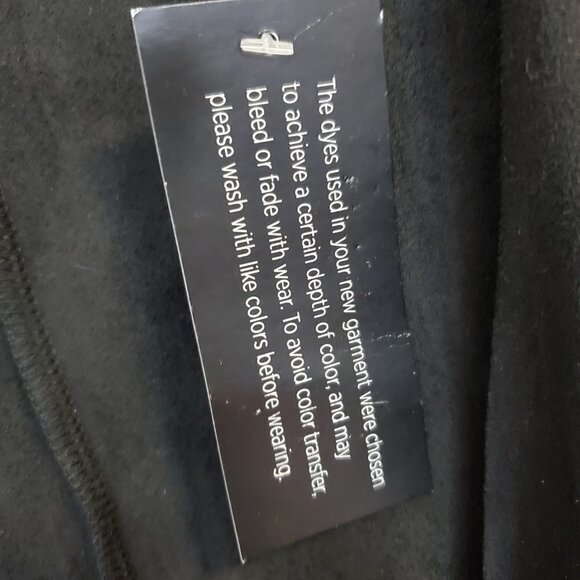 The dyes used in your new garment were chosen
to achieve a certain depth of color, and may
bleed or fade with wear. To avoid color transfer,
please wash with like colors before wearing.